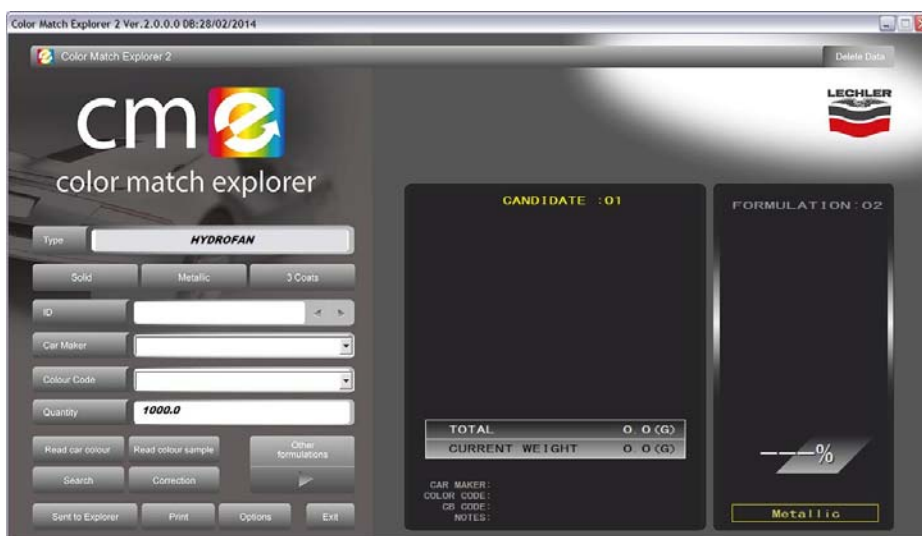 Color Match Explorer 2 Ver.2.0.0.0 DB:28/02/2014
Color Match Explorer 2
Delete Data
cm e
color match explorer
LECHLER
Type
HYDROFAN
Solid
Metallic
3 Coats
ID
Car Maker
Colour Code
Quantity
1000.0
Read car colour
Read colour sample
Other
formulations
Search
Correction
Sent to Explorer
Print
Options
Exit
CANDIDATE :01
TOTAL 0.0(G)
CURRENT WEIGHT 0.0(G)
CAR MAKER:
COLOR CODE:
CB CODE:
NOTES:
FORMULATION:02
---%
Metallic